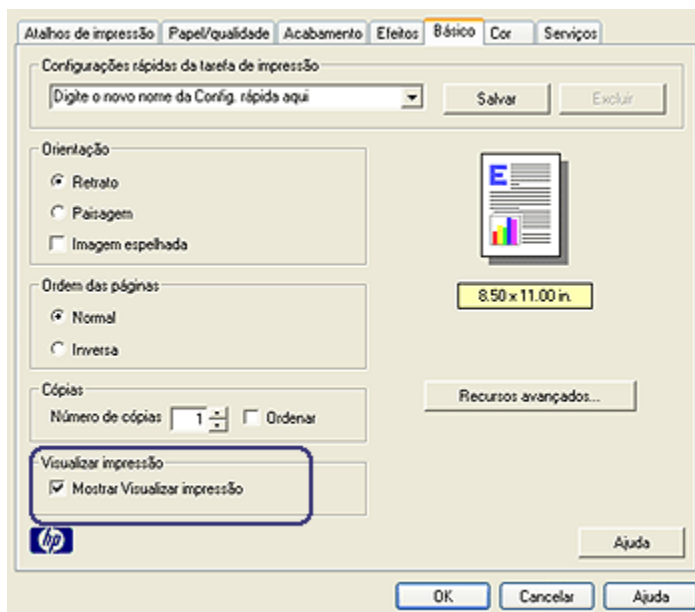 Atalhos de impressão Papel/qualidade Acabamento Efeitos Básico Cor Serviços
Configurações rápidas da tarefa de impressão
Digite o novo nome da Config. rápida aqui Salvar Excluir
Orientação
Retrato
Paisagem
Imagem espelhada
E
8.50 x 11.00 in.
Ordem das páginas
Normal
Inversa
Cópias
Número de cópias 1 Ordenar
Recursos avançados...
Visualizar impressão
Mostrar Visualizar impressão
hp
Ajuda
OK Cancelar Ajuda